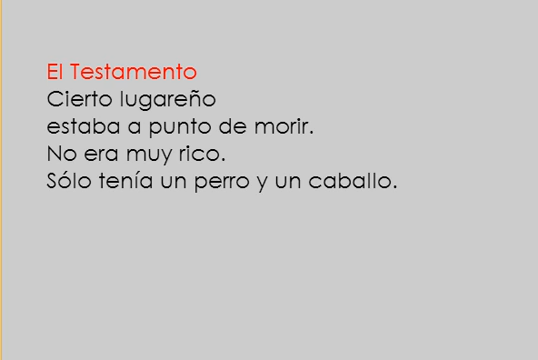 El Testamento
Cierto lugareño
estaba a punto de morir.
No era muy rico.
Sólo tenía un perro y un caballo.